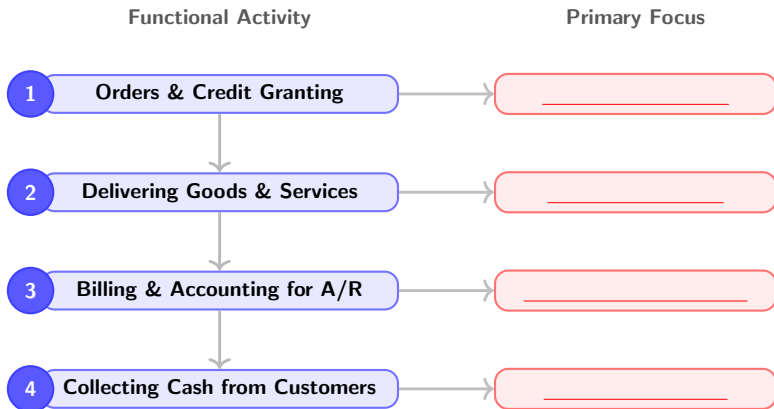 Functional Activity Primary Focus
1 Orders & Credit Granting
2 Delivering Goods & Services
3 Billing & Accounting for A/R
4 Collecting Cash from Customers